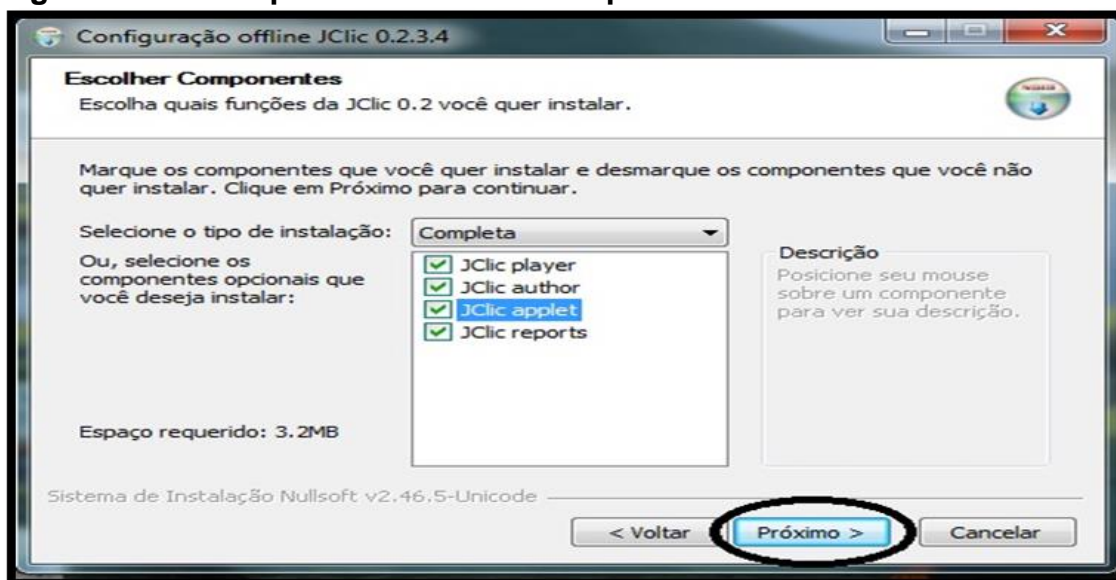 Configuração offline JClic 0.2.3.4
Escolher Componentes
Escolha quais funções da JClic 0.2 você quer instalar.
Marque os componentes que você quer instalar e desmarque os componentes que você não
quer instalar. Clique em Próximo para continuar.
Selecione o tipo de instalação:
Completa
Ou, selecione os
componentes opcionais que
você deseja instalar:
JClic player
JClic author
JClic applet
JClic reports
Descrição
Posicione seu mouse
sobre um componente
para ver sua descrição.
Espaço requerido: 3.2MB
Sistema de Instalação Nullsoft v2.46.5-Unicode
< Voltar
Próximo >
Cancelar